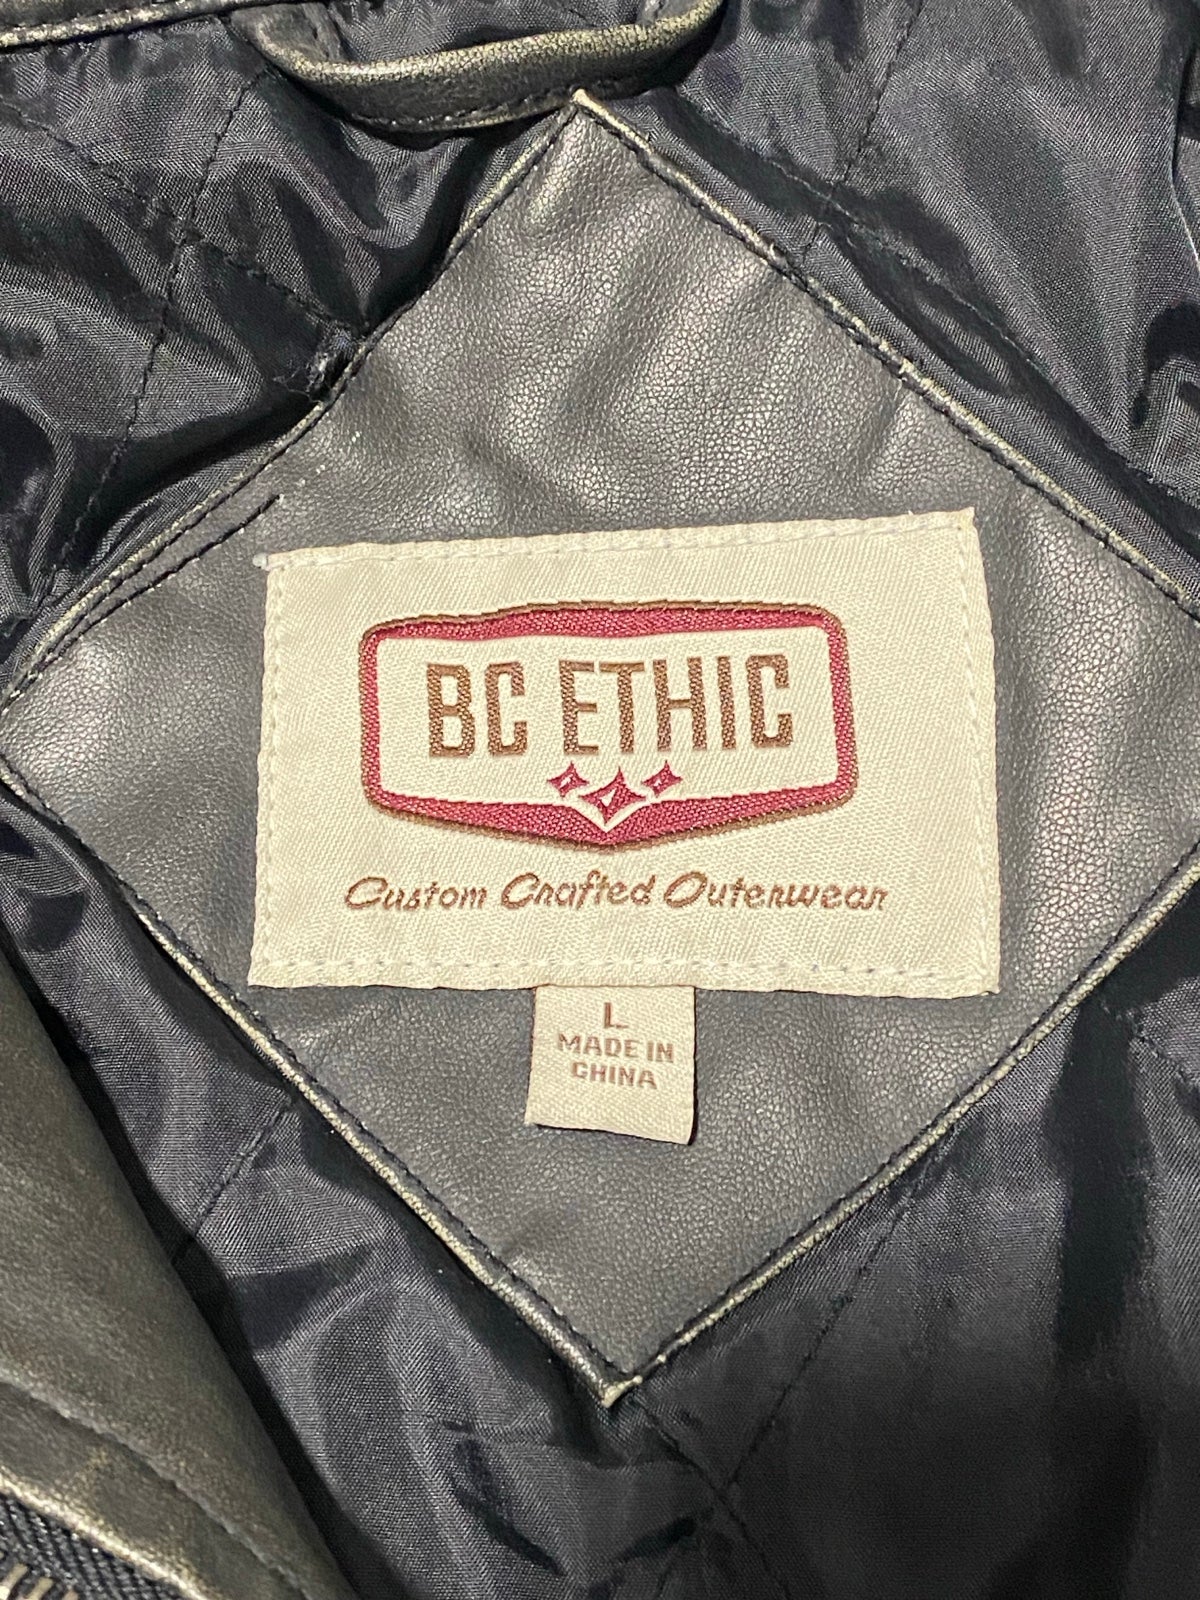 BC ETHIC
Custom Crafted Outerwear
L
MADE IN
CHINA